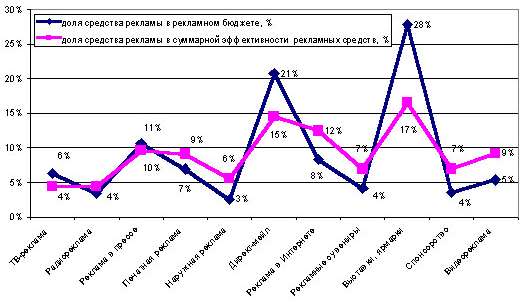 30%
25%
20%
15%
10%
5%
0%
доля средства рекламы в рекламном бюджете, %
доля средства рекламы в суммарной эффективности рекламных средств, %
6%
4%
4%
11%
10%
9%
7%
6%
3%
21%
15%
12%
8%
7%
4%
28%
17%
7%
4%
9%
5%
ТВ-реклама
Радиореклама
Реклама в прессе
Печатная реклама
Наружная реклама
Директ-мейл
Реклама в Интернете
Рекламные сувениры
Выставки, ярмарки
Спонсорство
Видеореклама